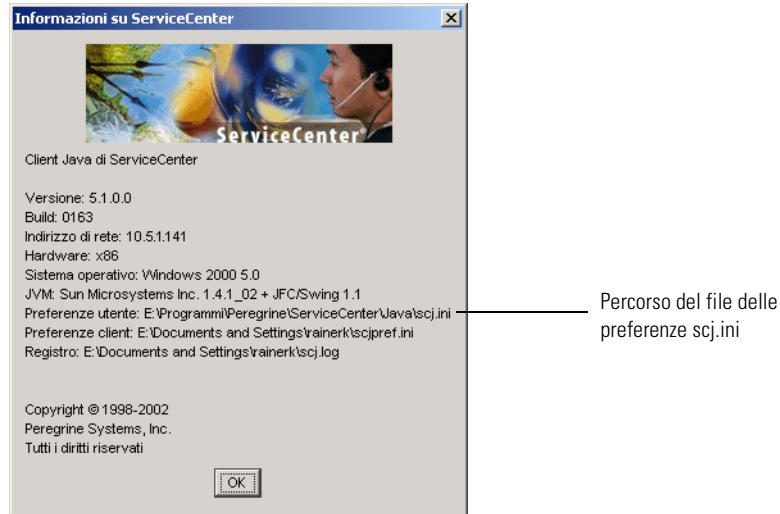 Informazioni su ServiceCenter
ServiceCenter®
Client Java di ServiceCenter
Versione: 5.1.0.0
Build: 0163
Indirizzo di rete: 10.5.1.141
Hardware: x86
Sistema operativo: Windows 2000 5.0
JVM: Sun Microsystems Inc. 1.4.1_02 + JFC/Swing 1.1
Preferenze utente: E:\Programmi\Peregrine\ServiceCenter\Java\scj.ini
Preferenze client: E:\Documents and Settings\rainerk\scjpref.ini
Registro: E:\Documents and Settings\rainerk\scj.log
Copyright © 1998-2002
Peregrine Systems, Inc.
Tutti i diritti riservati
OK
Percorso del file delle
preferenze scj.ini